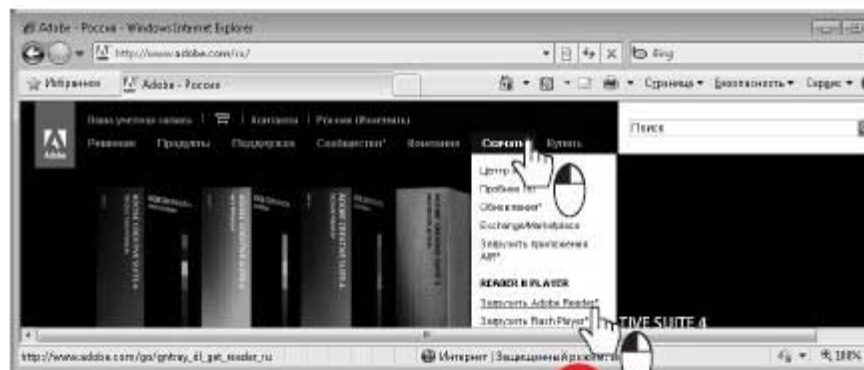 Adobe - Россия - Windows Internet Explorer
http://www.adobe.com/ru/
Bing
Избранное Adobe - Россия
Страница Безопасность Сервис
Ваша учетная запись | Контакты | Россия (Изменить)
Поиск
Adobe
Решения Продукты Поддержка Сообщество* Компания Скачать Купить
Центр
Пробные
Обновления*
Exchange/Marketplace
Загрузить приложения
AIR*
READER И PLAYER
Загрузить Adobe Reader*
Загрузить Flash Player*
TIVE SUITE 4
http://www.adobe.com/go/gntray_dl_get_reader_ru
Интернет | Защищенный режим: